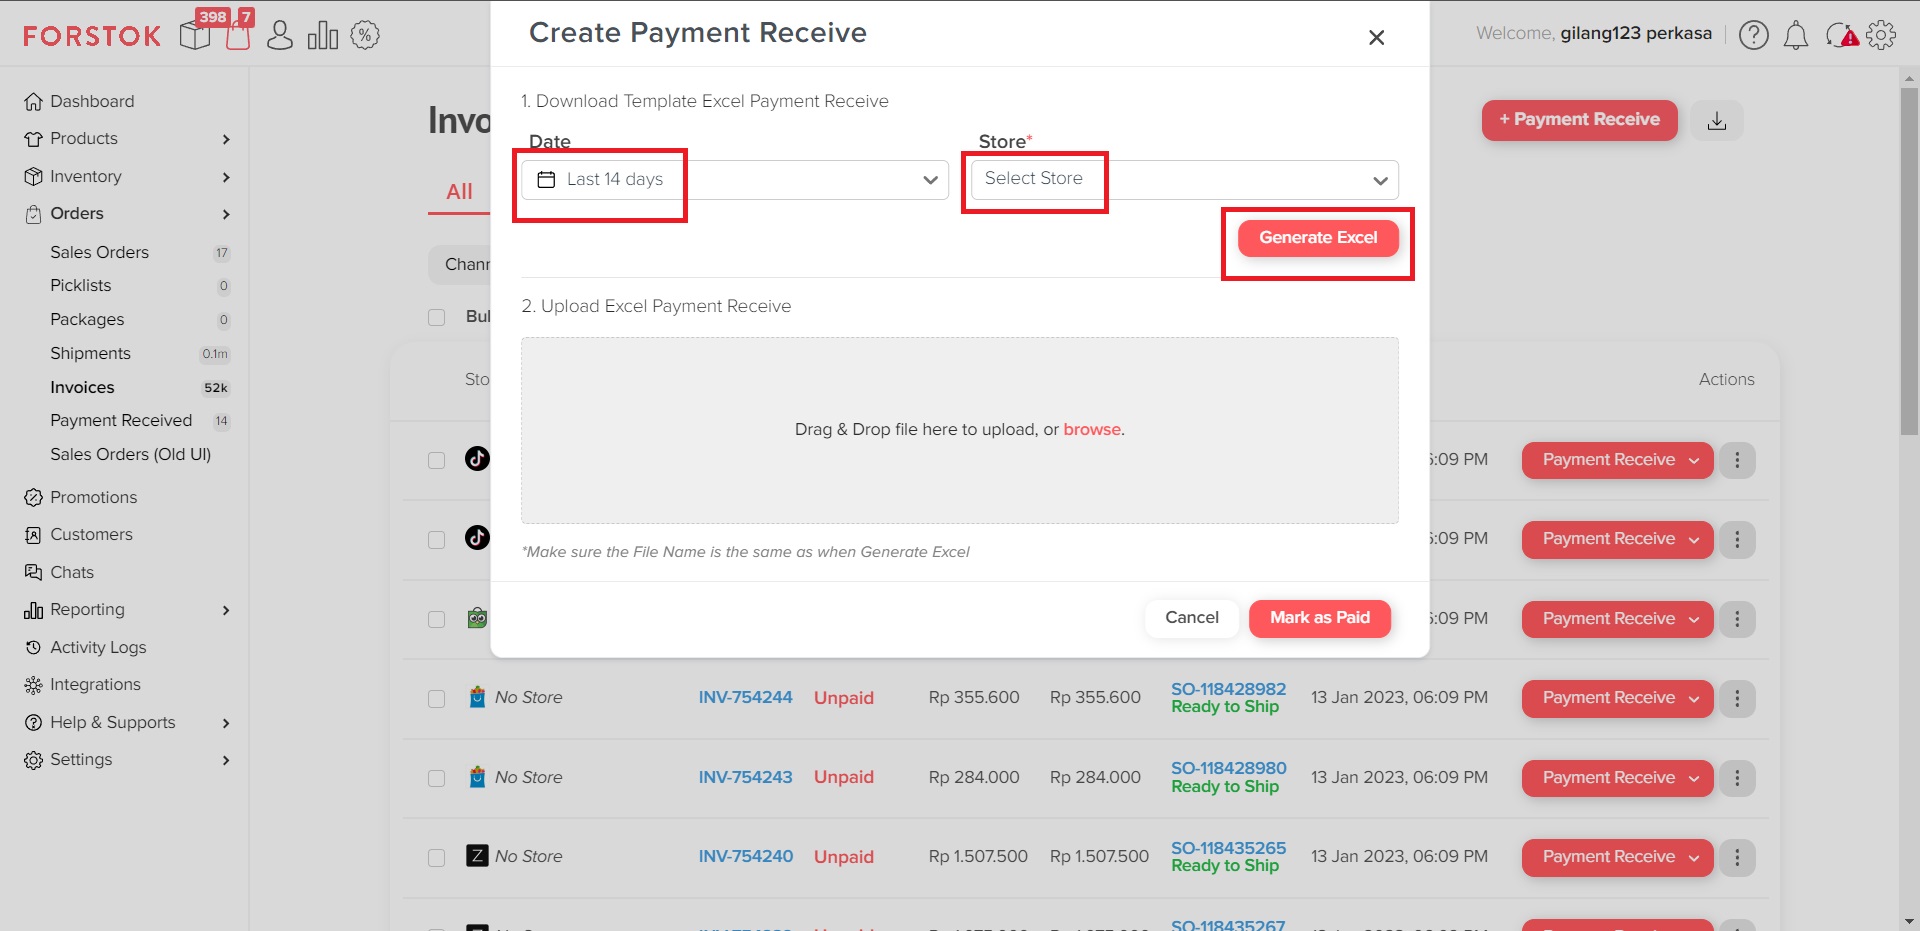 FORSTOK
398
7
Create Payment Receive
Welcome, gilang123 perkasa
Dashboard
Products
Inventory
Orders
Sales Orders 17
Picklists 0
Packages 0
Shipments 0.1m
Invoices 52k
Payment Received 14
Sales Orders (Old UI)
Promotions
Customers
Chats
Reporting
Activity Logs
Integrations
Help & Supports
Settings
Invo
+ Payment Receive
All
Chann
Bul
Sto
Actions
1. Download Template Excel Payment Receive
Date
Store*
Last 14 days
Select Store
Generate Excel
2. Upload Excel Payment Receive
Drag & Drop file here to upload, or browse.
*Make sure the File Name is the same as when Generate Excel
Cancel
Mark as Paid
6:09 PM Payment Receive
6:09 PM Payment Receive
6:09 PM Payment Receive
No Store INV-754244 Unpaid Rp 355.600 Rp 355.600 SO-118428982 13 Jan 2023, 06:09 PM Payment Receive
Ready to Ship
No Store INV-754243 Unpaid Rp 284.000 Rp 284.000 SO-118428980 13 Jan 2023, 06:09 PM Payment Receive
Ready to Ship
No Store INV-754240 Unpaid Rp 1.507.500 Rp 1.507.500 SO-118435265 13 Jan 2023, 06:09 PM Payment Receive
Ready to Ship
SO-118435267